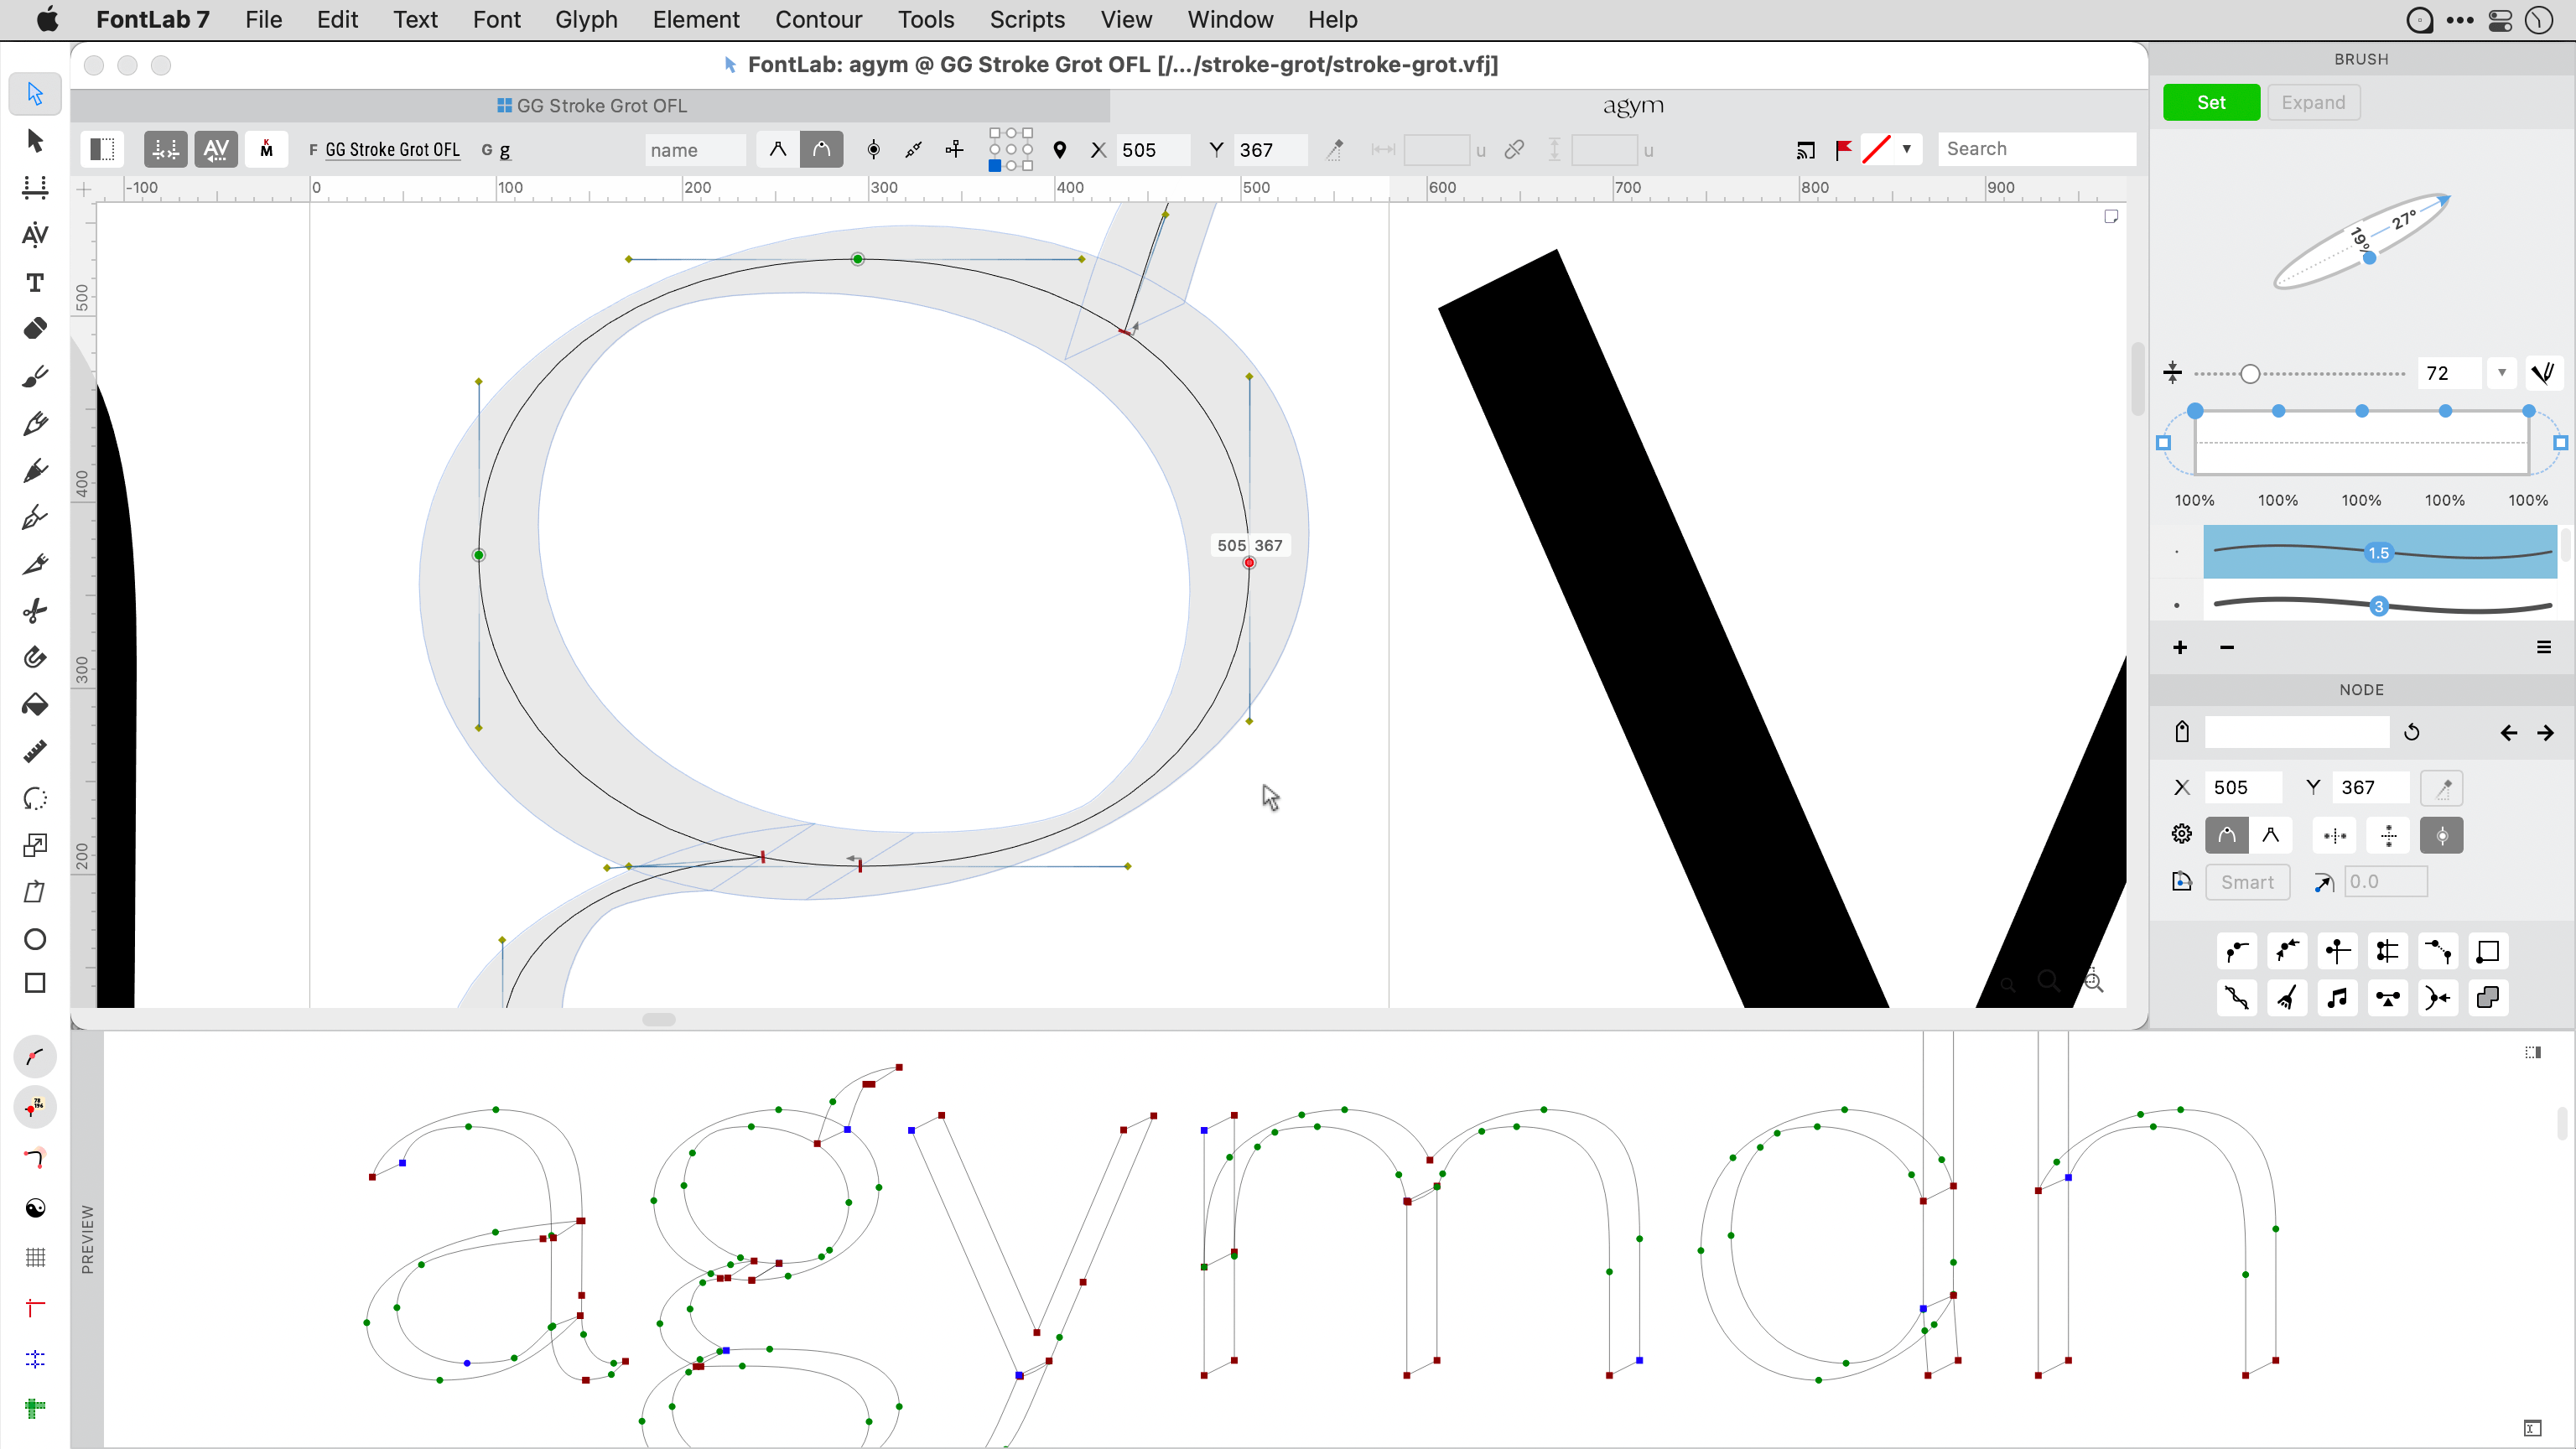 FontLab 7 File Edit Text Font Glyph Element Contour Tools Scripts View Window Help
FontLab: agym @ GG Stroke Grot OFL [/.../stroke-grot/stroke-grot.vfj]
GG Stroke Grot OFL
agym
F GG Stroke Grot OFL G g name X 505 Y 367 u u Search
-100 0 100 200 300 400 500 600 700 800 900
500
400
300
200
505 367
BRUSH
Set Expand
19°
27°
72
100% 100% 100% 100% 100%
1.5
3
NODE
X 505 Y 367
Smart 0.0
PREVIEW
agymdh